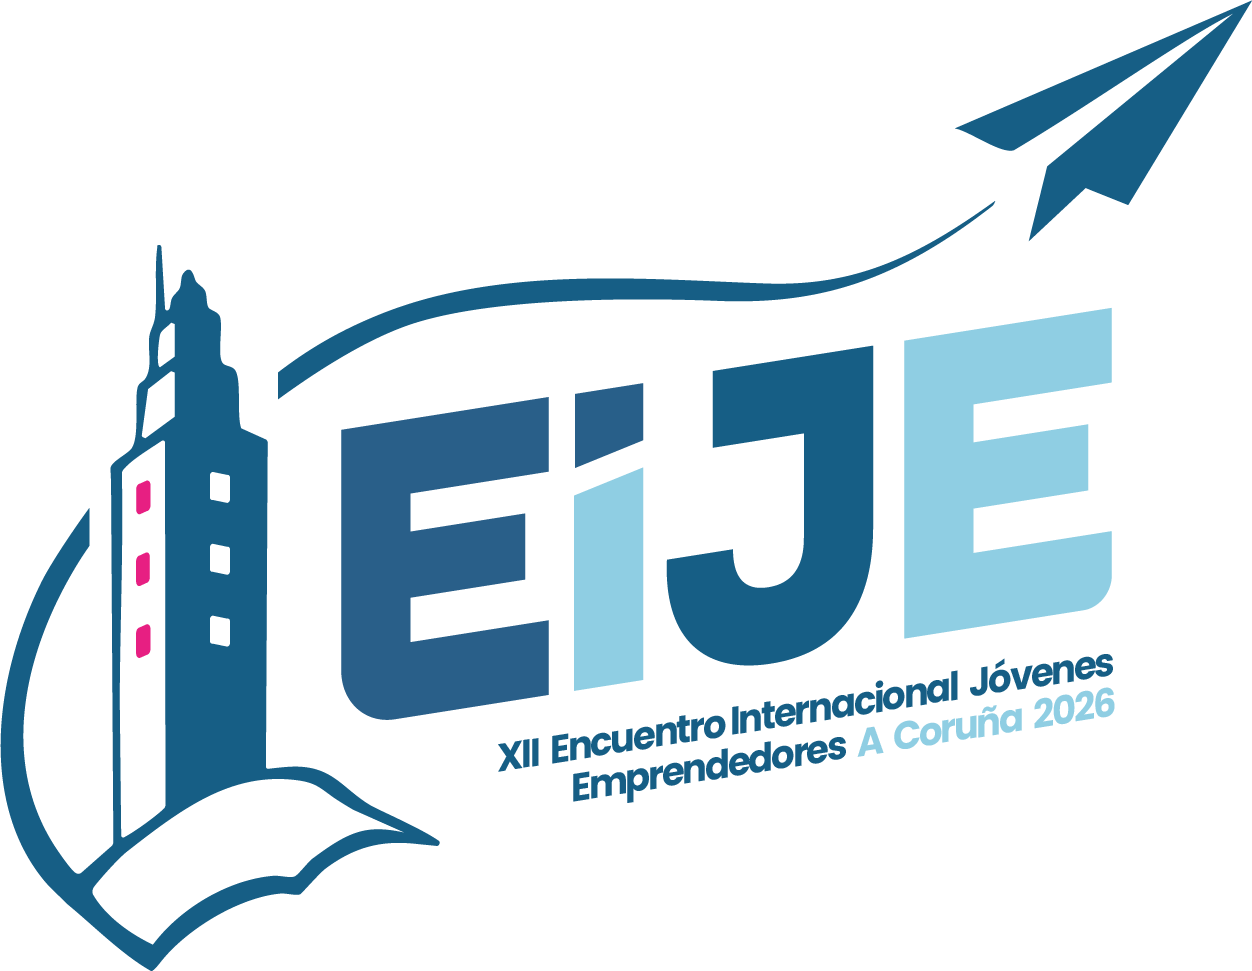 EiJE
XII Encuentro Internacional Jóvenes
Emprendedores A Coruña 2026